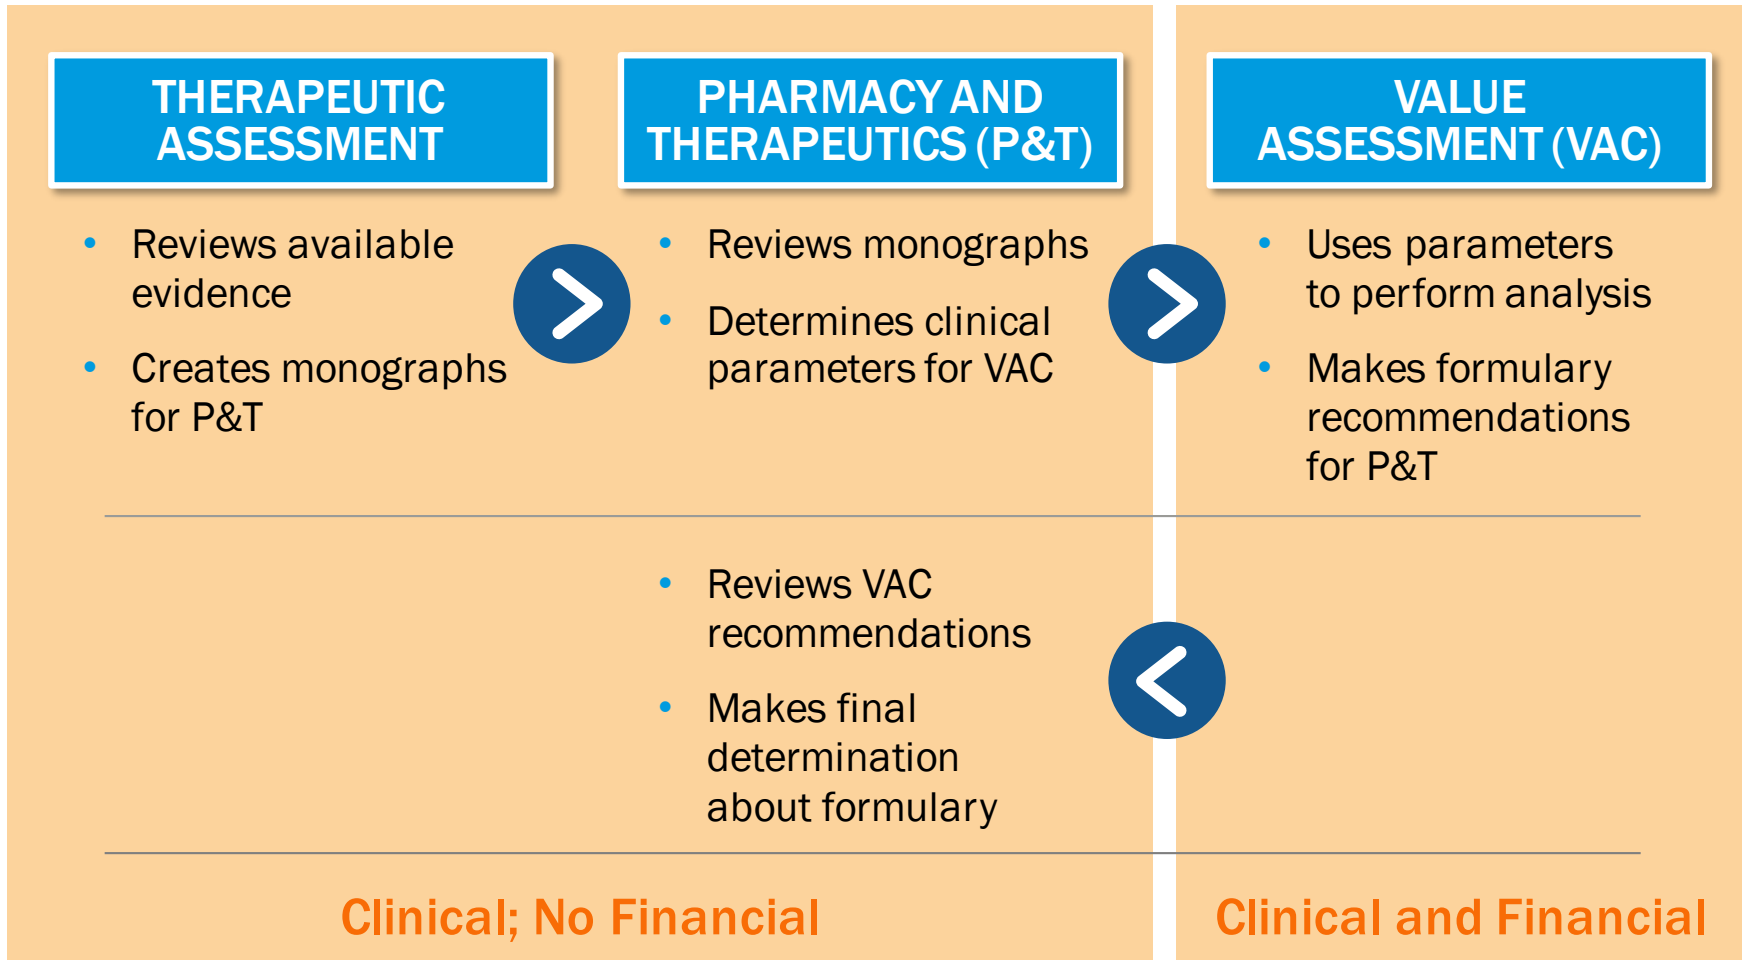 THERAPEUTIC
ASSESSMENT
• Reviews available
evidence
• Creates monographs
for P&T
PHARMACY AND
THERAPEUTICS (P&T)
• Reviews monographs
• Determines clinical
parameters for VAC
VALUE
ASSESSMENT (VAC)
• Uses parameters
to perform analysis
• Makes formulary
recommendations
for P&T
• Reviews VAC
recommendations
• Makes final
determination
about formulary
Clinical; No Financial
Clinical and Financial